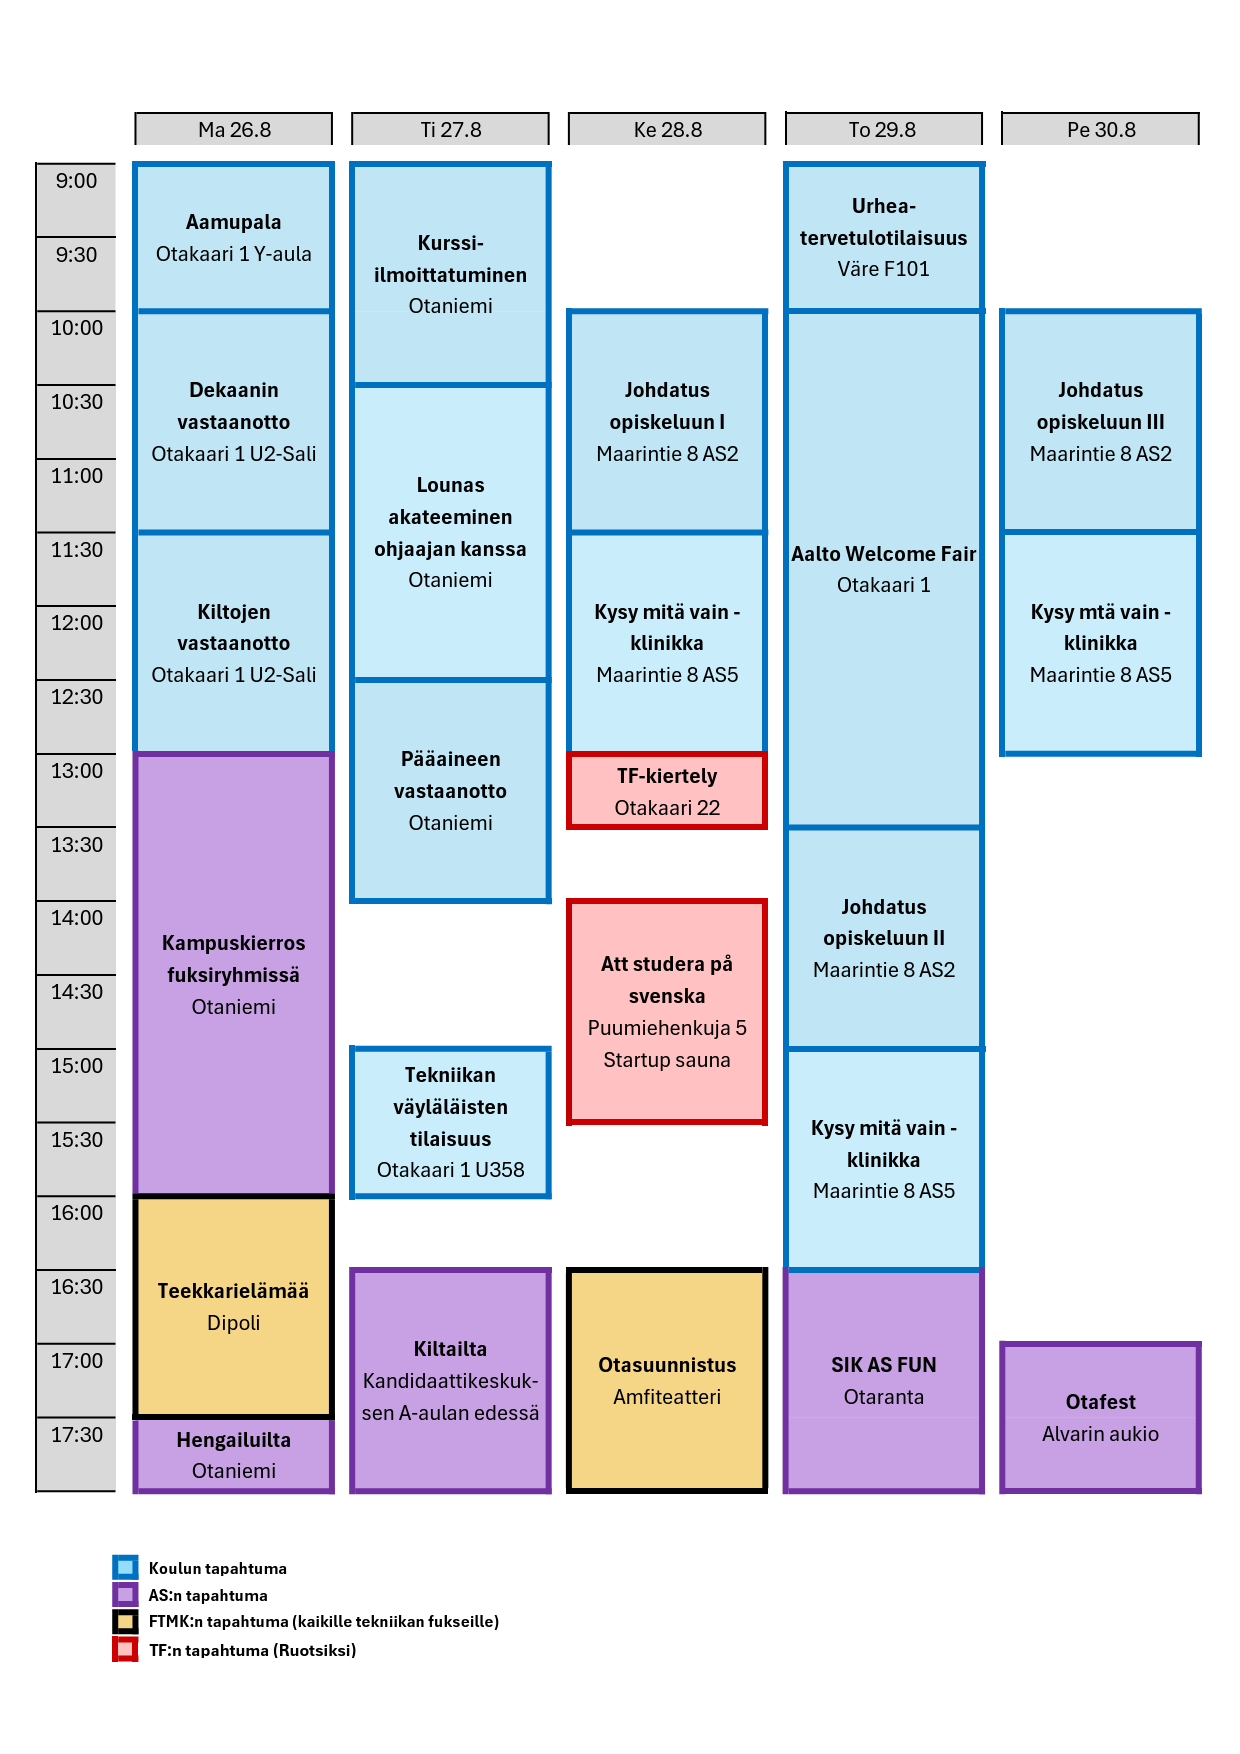 Ma 26.8
Ti 27.8
Ke 28.8
To 29.8
Pe 30.8
9:00
9:30
10:00
10:30
11:00
11:30
12:00
12:30
13:00
13:30
14:00
14:30
15:00
15:30
16:00
16:30
17:00
17:30
Aamupala
Otakaari 1 Y-aula
Dekaanin
vastaanotto
Otakaari 1 U2-Sali
Kiltojen
vastaanotto
Otakaari 1 U2-Sali
Kampuskierros
fuksiryhmissä
Otaniemi
Teekkarielämää
Dipoli
Hengailuilta
Otaniemi
Kurssi-
ilmoittatuminen
Otaniemi
Lounas
akateeminen
ohjaajan kanssa
Otaniemi
Pääaineen
vastaanotto
Otaniemi
Tekniikan
väyläläisten
tilaisuus
Otakaari 1 U358
Kiltailta
Kandidaattikeskuk-
sen A-aulan edessä
Johdatus
opiskeluun I
Maarintie 8 AS2
Kysy mitä vain -
klinikka
Maarintie 8 AS5
TF-kiertely
Otakaari 22
Att studera på
svenska
Puumiehenkuja 5
Startup sauna
Otasuunnistus
Amfiteatteri
Urhea-
tervetulotilaisuus
Väre F101
Aalto Welcome Fair
Otakaari 1
Johdatus
opiskeluun II
Maarintie 8 AS2
Kysy mitä vain -
klinikka
Maarintie 8 AS5
SIK AS FUN
Otaranta
Johdatus
opiskeluun III
Maarintie 8 AS2
Kysy mtä vain -
klinikka
Maarintie 8 AS5
Otafest
Alvarin aukio
Koulun tapahtuma
AS:n tapahtuma
FTMK:n tapahtuma (kaikille tekniikan fukseille)
TF:n tapahtuma (Ruotsiksi)